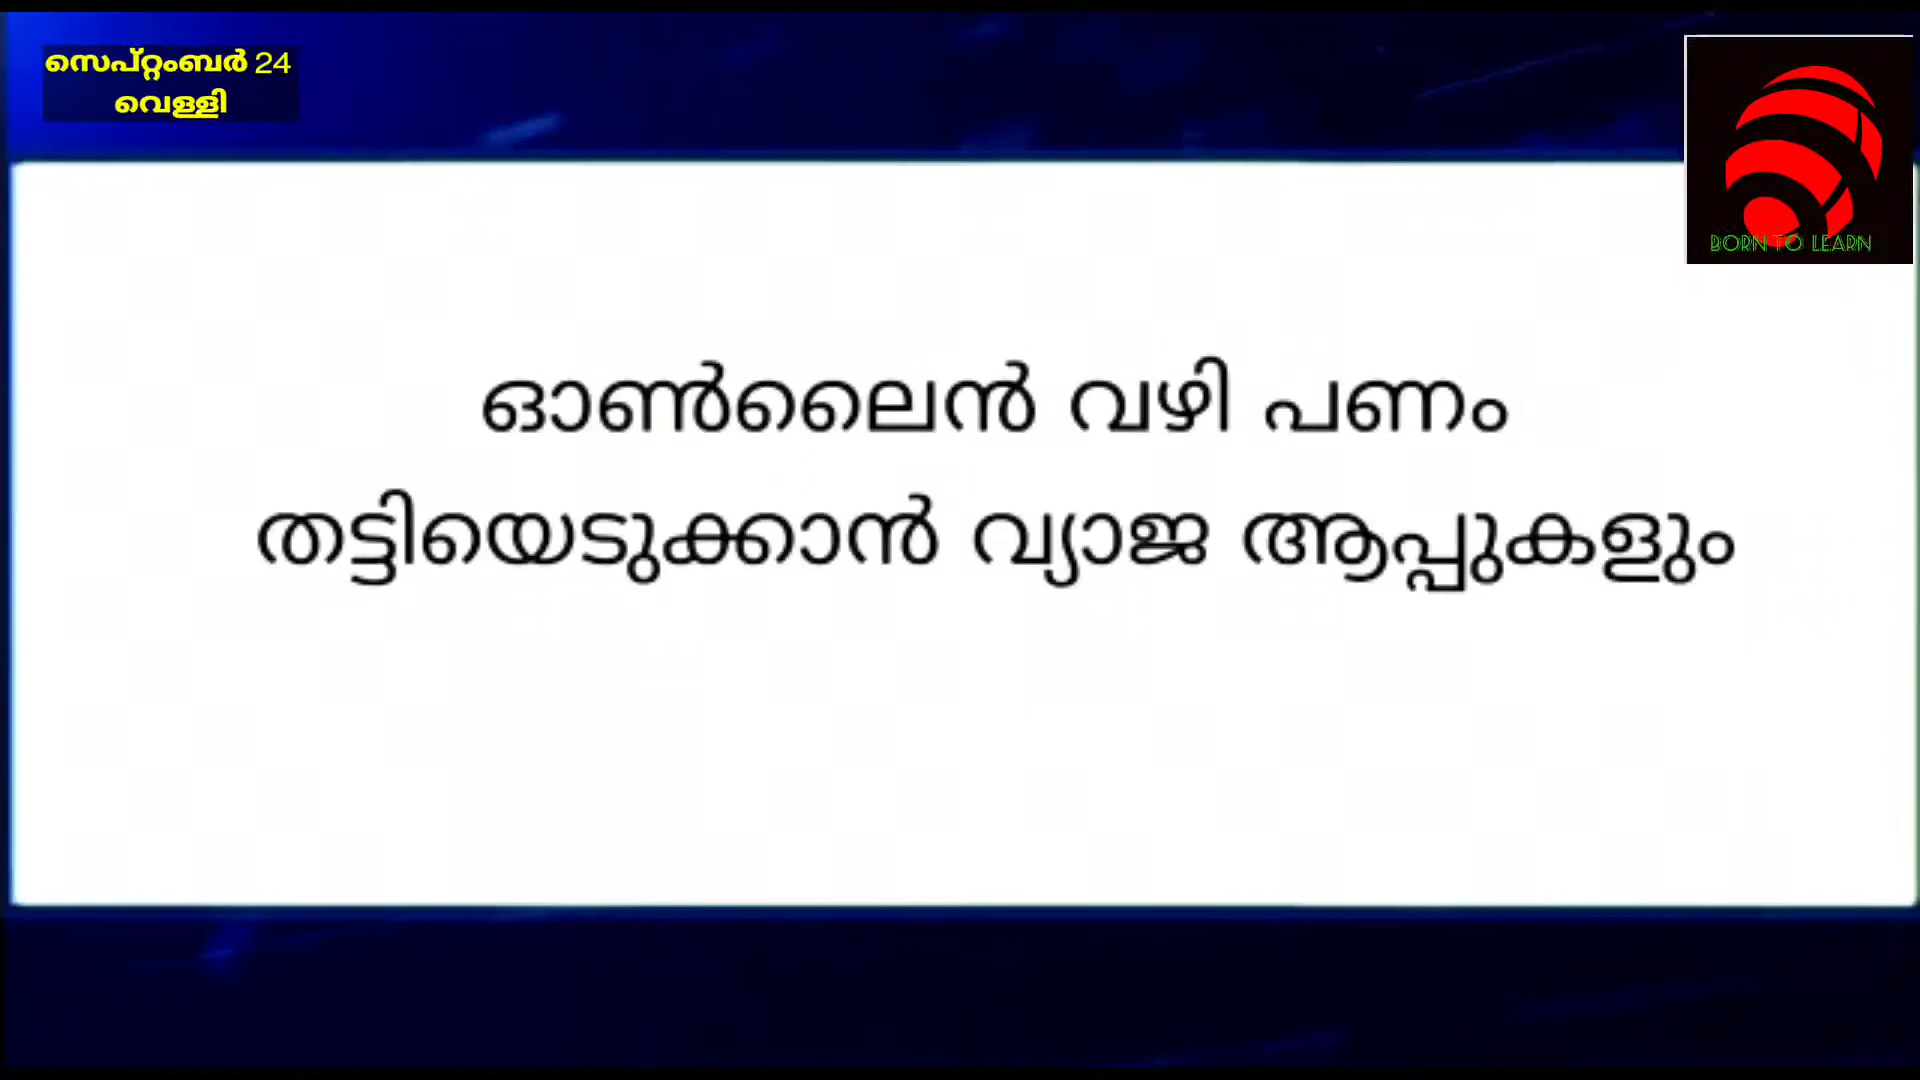 സെപ്റ്റംബർ 24
വെള്ളി
BORN TO LEARN
ഓൺലൈൻ വഴി പണം
തട്ടിയെടുക്കാൻ വ്യാജ ആപ്പുകളും